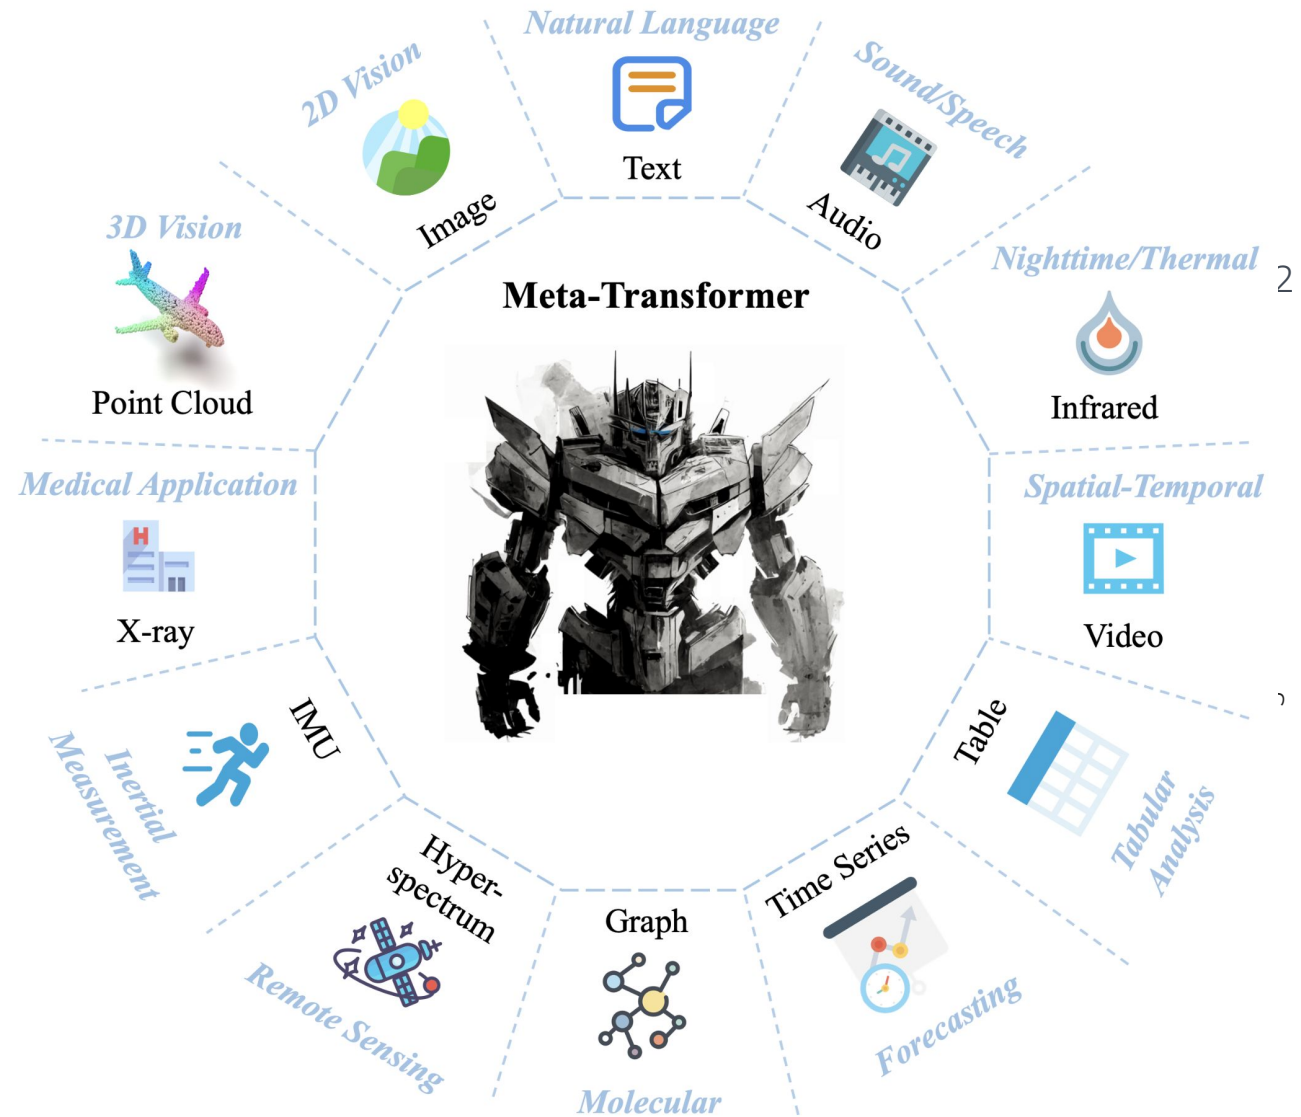 Natural Language
Text
2D Vision
Image
Sound/Speech
Audio
3D Vision
Point Cloud
Nighttime/Thermal
Infrared
2
Meta-Transformer
Medical Application
H
X-ray
Spatial-Temporal
Video
IMU
Inertial
Measurement
Table
Tabular
Analysis
Hyper-
spectrum
Remote Sensing
Graph
Molecular
Time Series
Forecasting